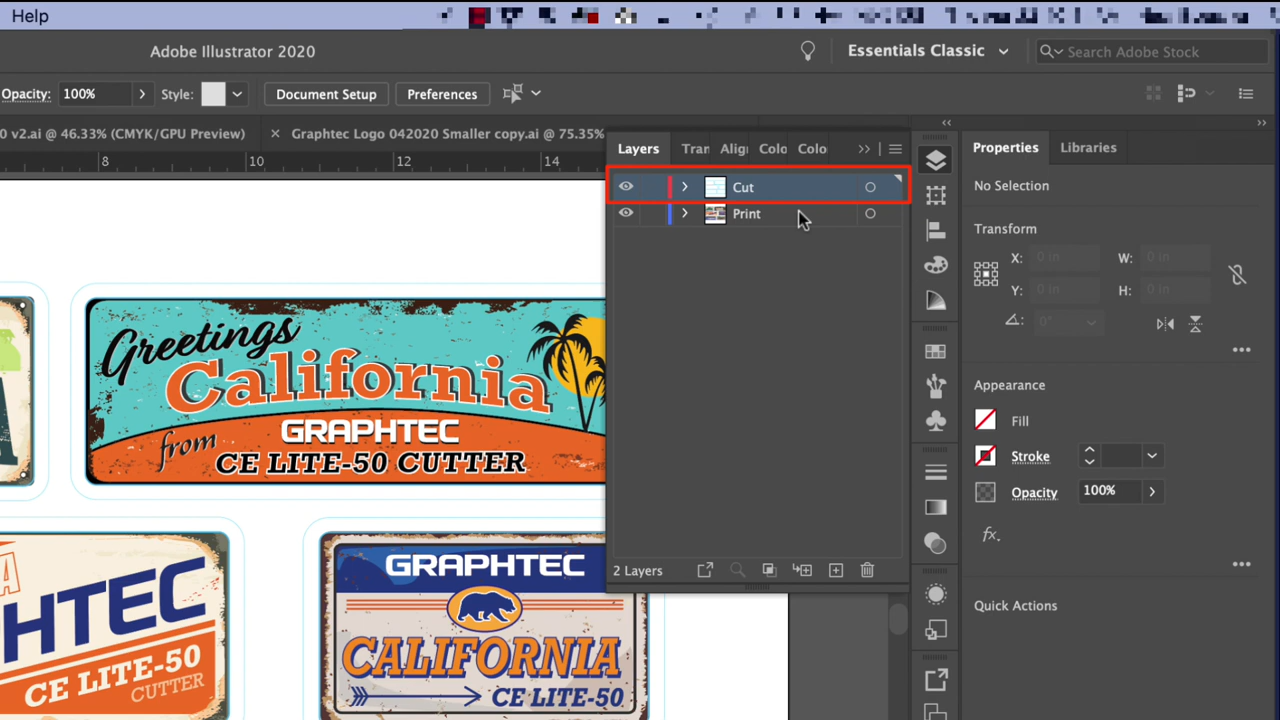 Help
Adobe Illustrator 2020
Essentials Classic
Search Adobe Stock
Opacity: 100% Style: Document Setup Preferences
0 v2.ai @ 46.33% (CMYK/GPU Preview) × Graphtec Logo 042020 Smaller copy.ai @ 75.35%
8 10 12 14
Layers Tran Alig Colo Colo
Properties Libraries
Cut
No Selection
Print
Transform
X: 0 in W: 0 in
Y: 0 in H: 0 in
0°
Appearance
Fill
Stroke
Opacity 100%
fx.
Quick Actions
2 Layers
Greetings
California
from GRAPHTEC
CE LITE-50 CUTTER
A
A
PHTEC
CE LITE-50
CUTTER
GRAPHTEC
CALIFORNIA
CE LITE-50